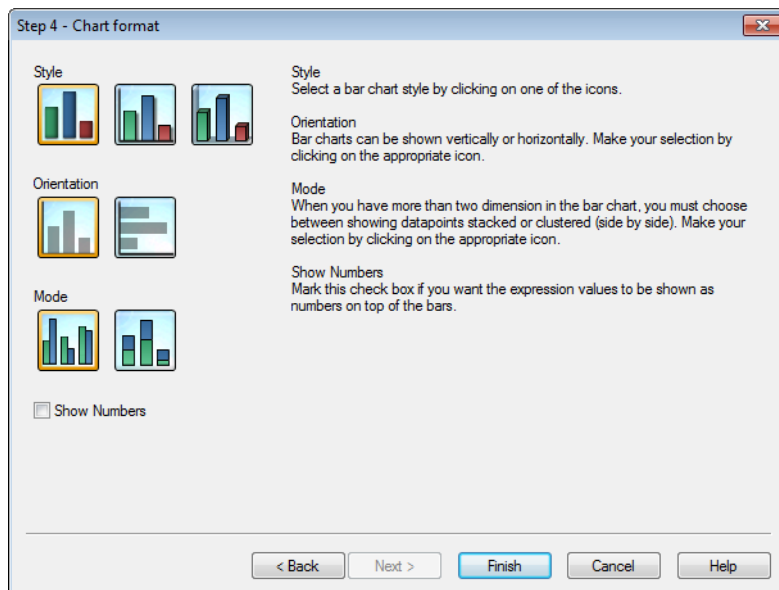 Step 4 - Chart format
Style
Orientation
Mode
Show Numbers
Style
Select a bar chart style by clicking on one of the icons.
Orientation
Bar charts can be shown vertically or horizontally. Make your selection by
clicking on the appropriate icon.
Mode
When you have more than two dimension in the bar chart, you must choose
between showing datapoints stacked or clustered (side by side). Make your
selection by clicking on the appropriate icon.
Show Numbers
Mark this check box if you want the expression values to be shown as
numbers on top of the bars.
< Back
Next >
Finish
Cancel
Help